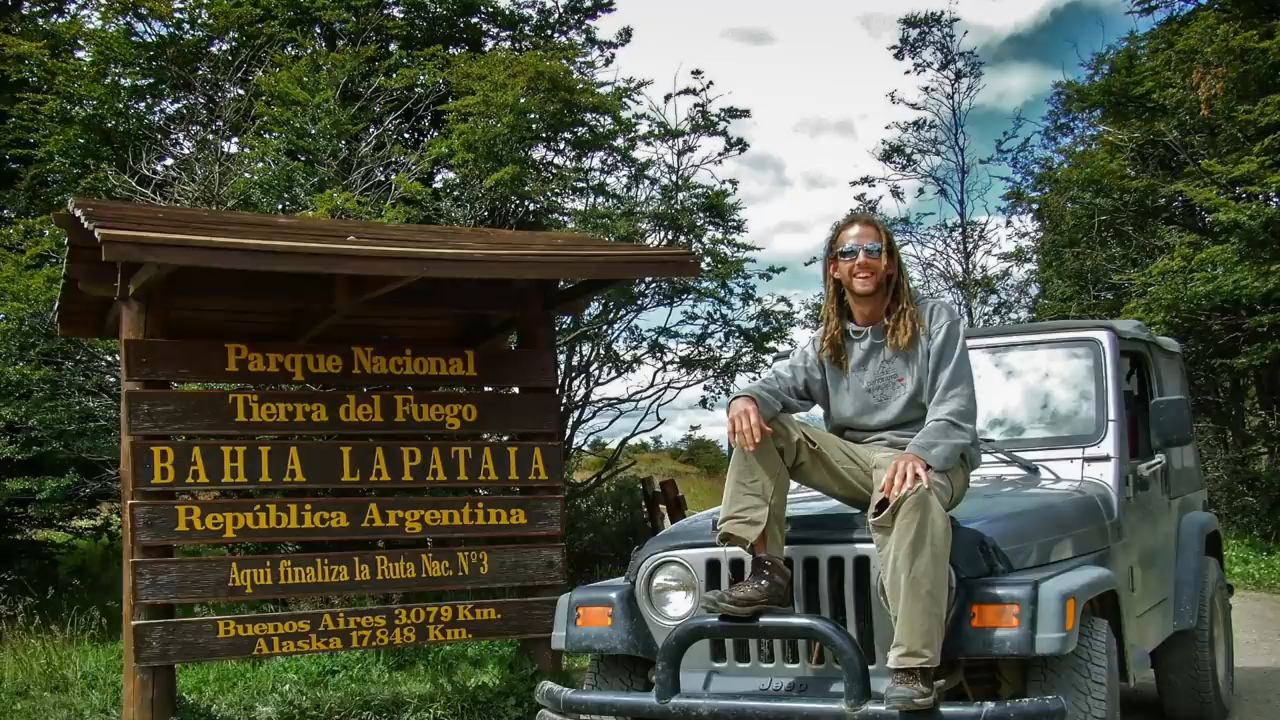 Parque Nacional
Tierra del Fuego
BAHIA LAPATAIA
República Argentina
Aqui finaliza la Ruta Nac. Nº3
Buenos Aires 3.079 Km.
Alaska 17.848 Km.
Jeep